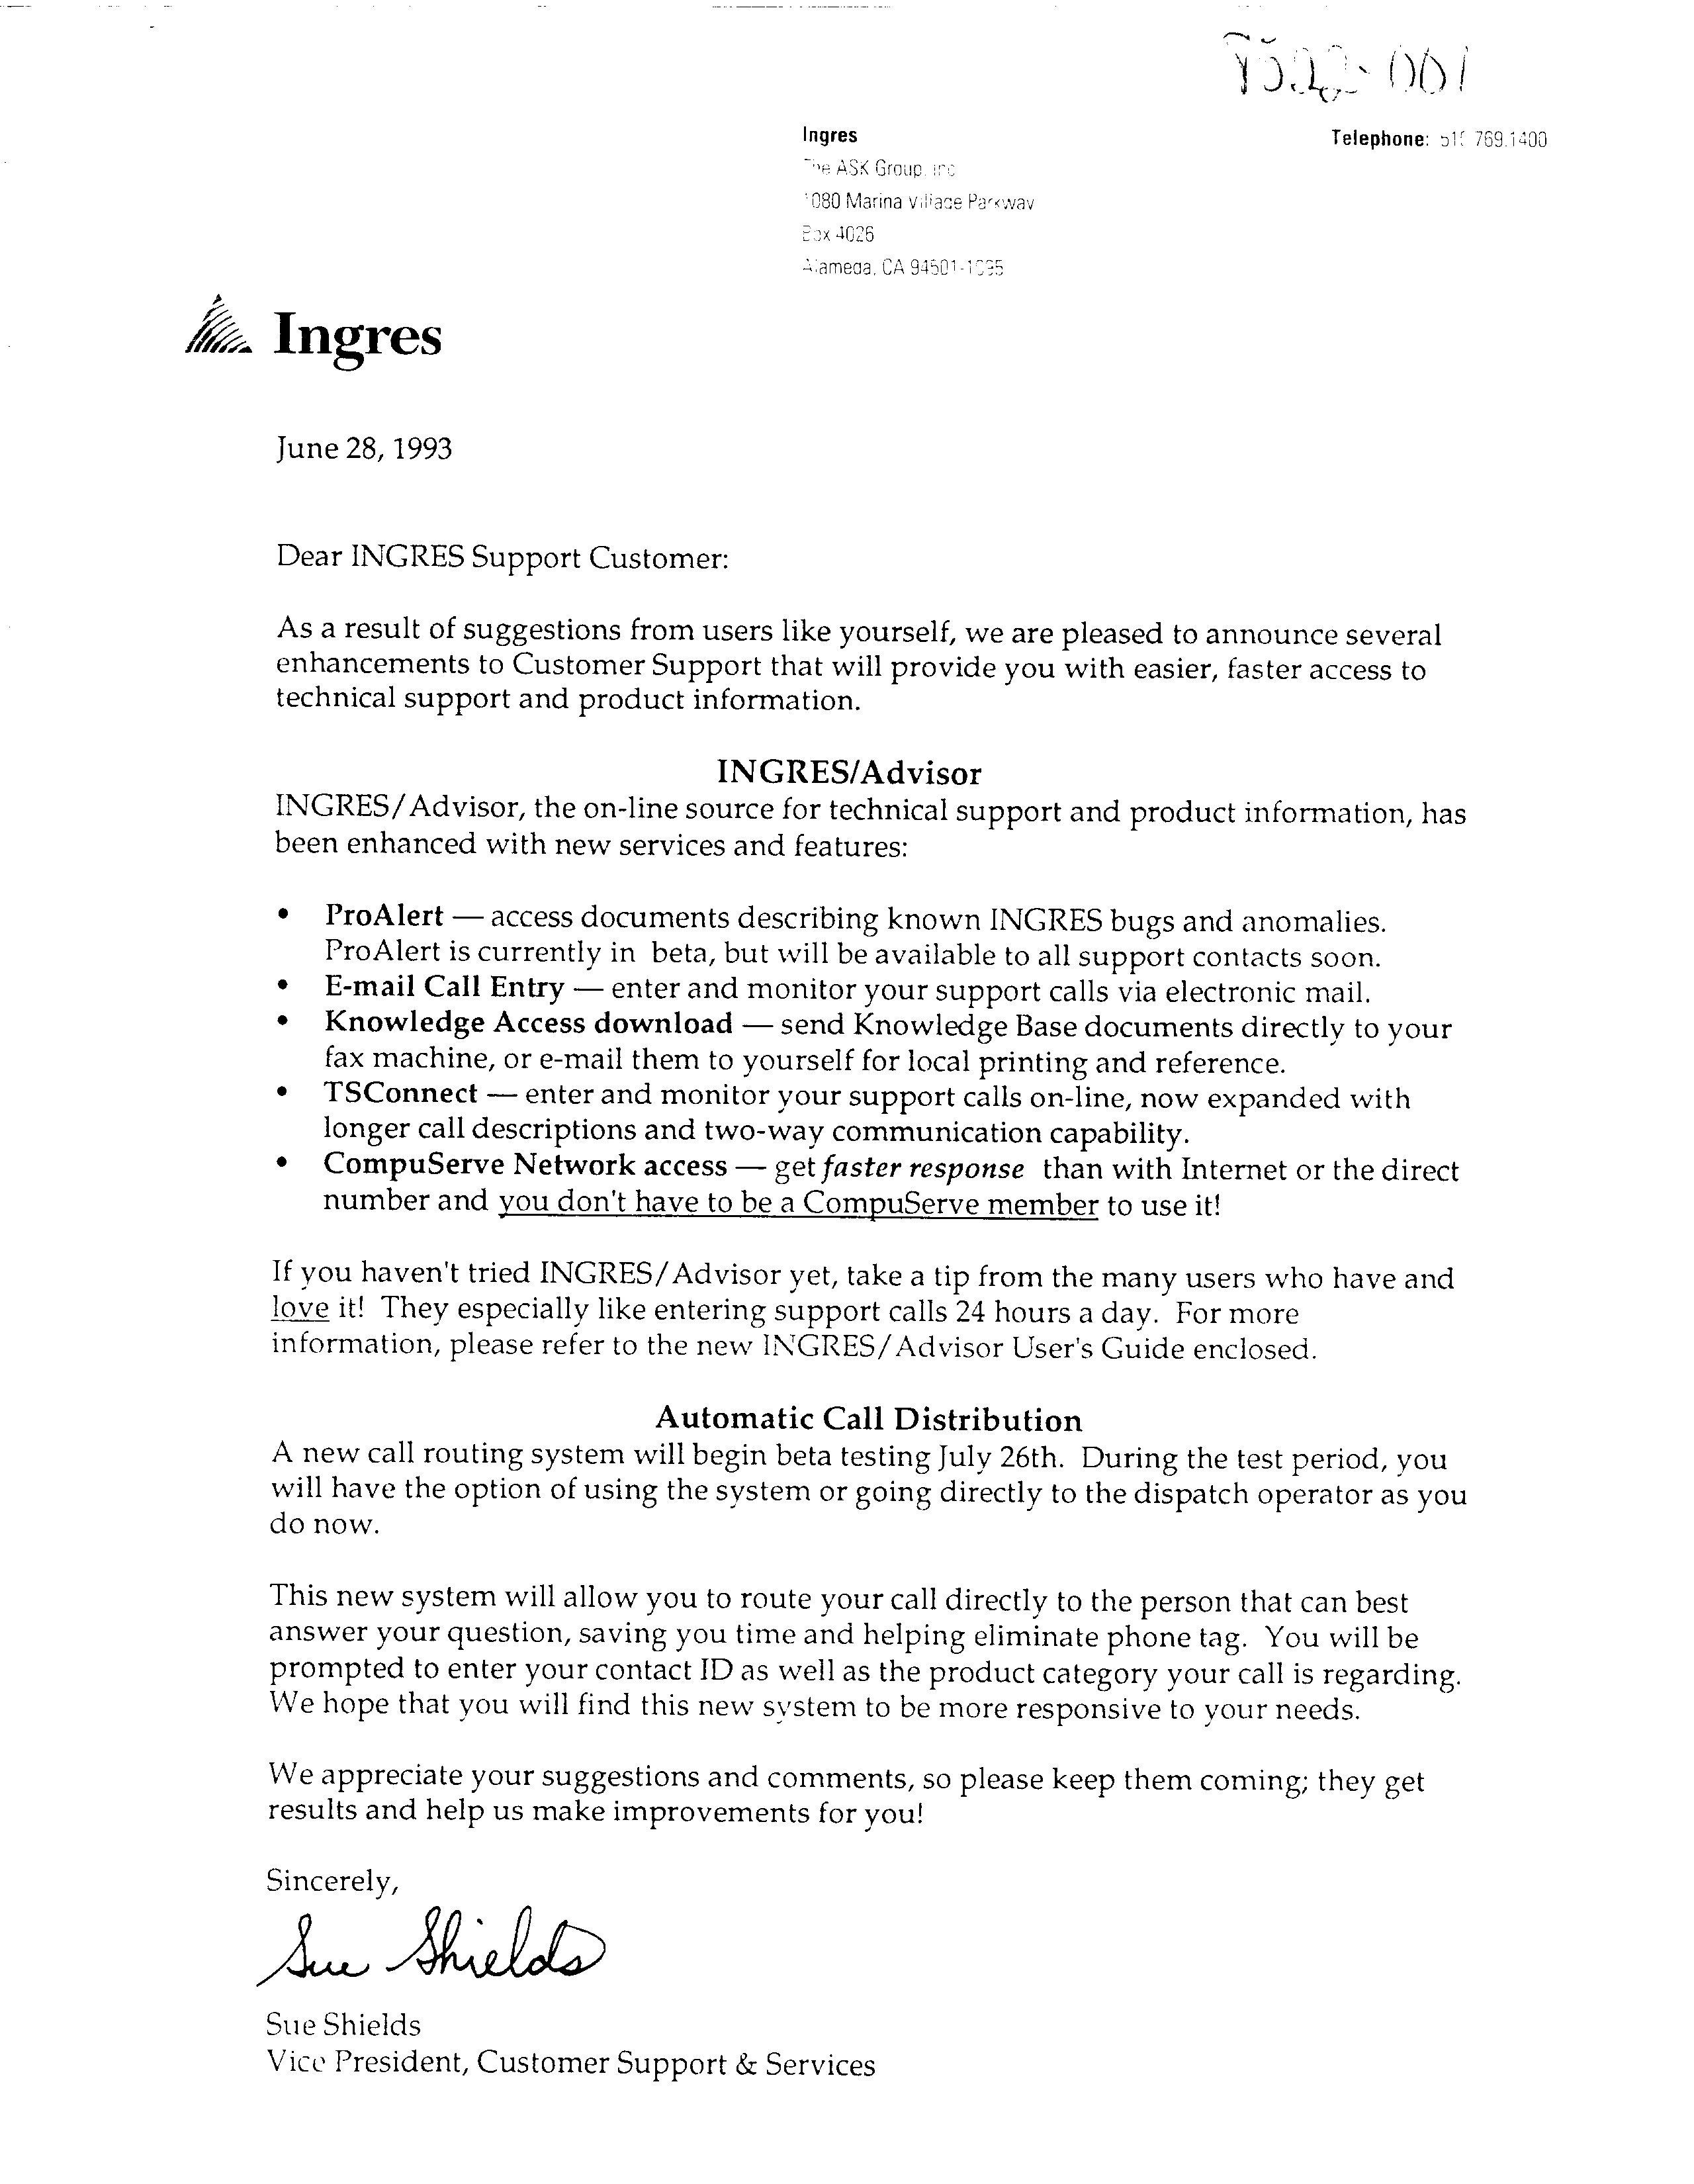 Ingres
Telephone: 769.1400
ASK Group, inc
1080 Marina Village Parkway
Box 4026
Alameda, CA 94501-
Ingres
June 28, 1993
Dear INGRES Support Customer:
As a result of suggestions from users like yourself, we are pleased to announce several
enhancements to Customer Support that will provide you with easier, faster access to
technical support and product information.
INGRES/Advisor
INGRES/Advisor, the on-line source for technical support and product information, has
been enhanced with new services and features:
• ProAlert — access documents describing known INGRES bugs and anomalies.
ProAlert is currently in beta, but will be available to all support contacts soon.
• E-mail Call Entry — enter and monitor your support calls via electronic mail.
• Knowledge Access download — send Knowledge Base documents directly to your
fax machine, or e-mail them to yourself for local printing and reference.
• TSConnect — enter and monitor your support calls on-line, now expanded with
longer call descriptions and two-way communication capability.
• CompuServe Network access — get faster response than with Internet or the direct
number and you don't have to be a CompuServe member to use it!
If you haven't tried INGRES/Advisor yet, take a tip from the many users who have and
love it! They especially like entering support calls 24 hours a day. For more
information, please refer to the new INGRES/Advisor User's Guide enclosed.
Automatic Call Distribution
A new call routing system will begin beta testing July 26th. During the test period, you
will have the option of using the system or going directly to the dispatch operator as you
do now.
This new system will allow you to route your call directly to the person that can best
answer your question, saving you time and helping eliminate phone tag. You will be
prompted to enter your contact ID as well as the product category your call is regarding.
We hope that you will find this new system to be more responsive to your needs.
We appreciate your suggestions and comments, so please keep them coming; they get
results and help us make improvements for you!
Sincerely,
Sue Shields
Sue Shields
Vice President, Customer Support & Services